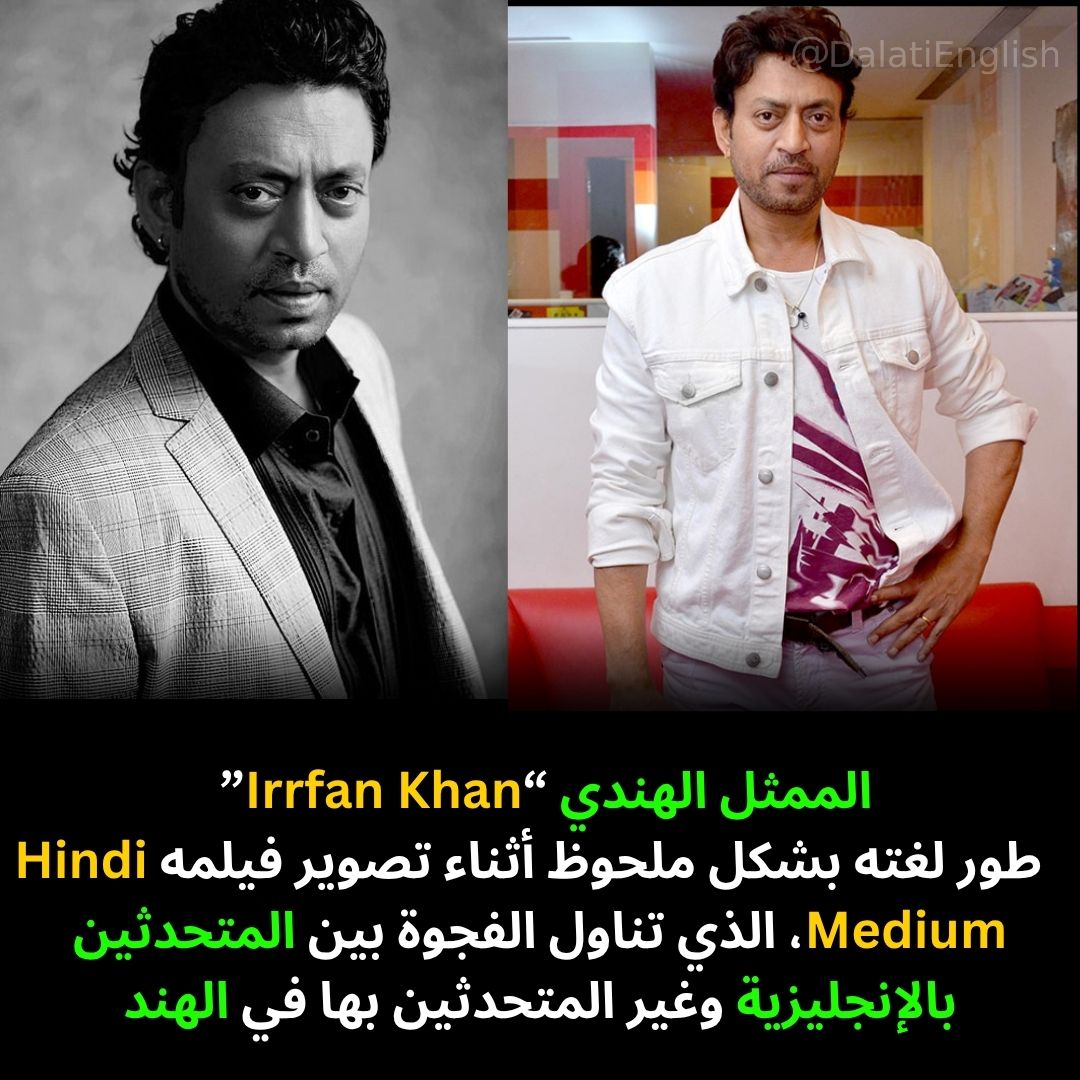 @DalatiEnglish
الممثل الهندي “Irrfan Khan”
طور لغته بشكل ملحوظ أثناء تصوير فيلمه Hindi
Medium، الذي تناول الفجوة بين المتحدثين
بالإنجليزية وغير المتحدثين بها في الهند